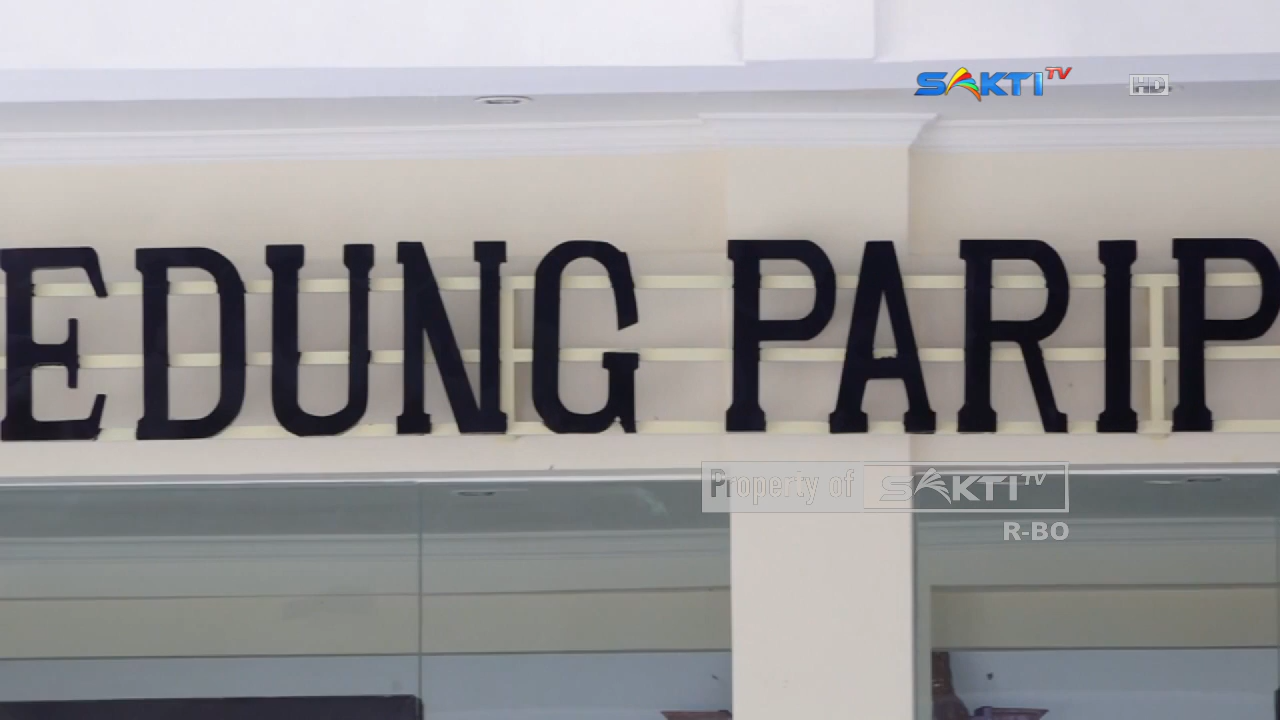 SAKTI TV HD
EDUNG PARIP
Property of SAKTI TV
R-BO